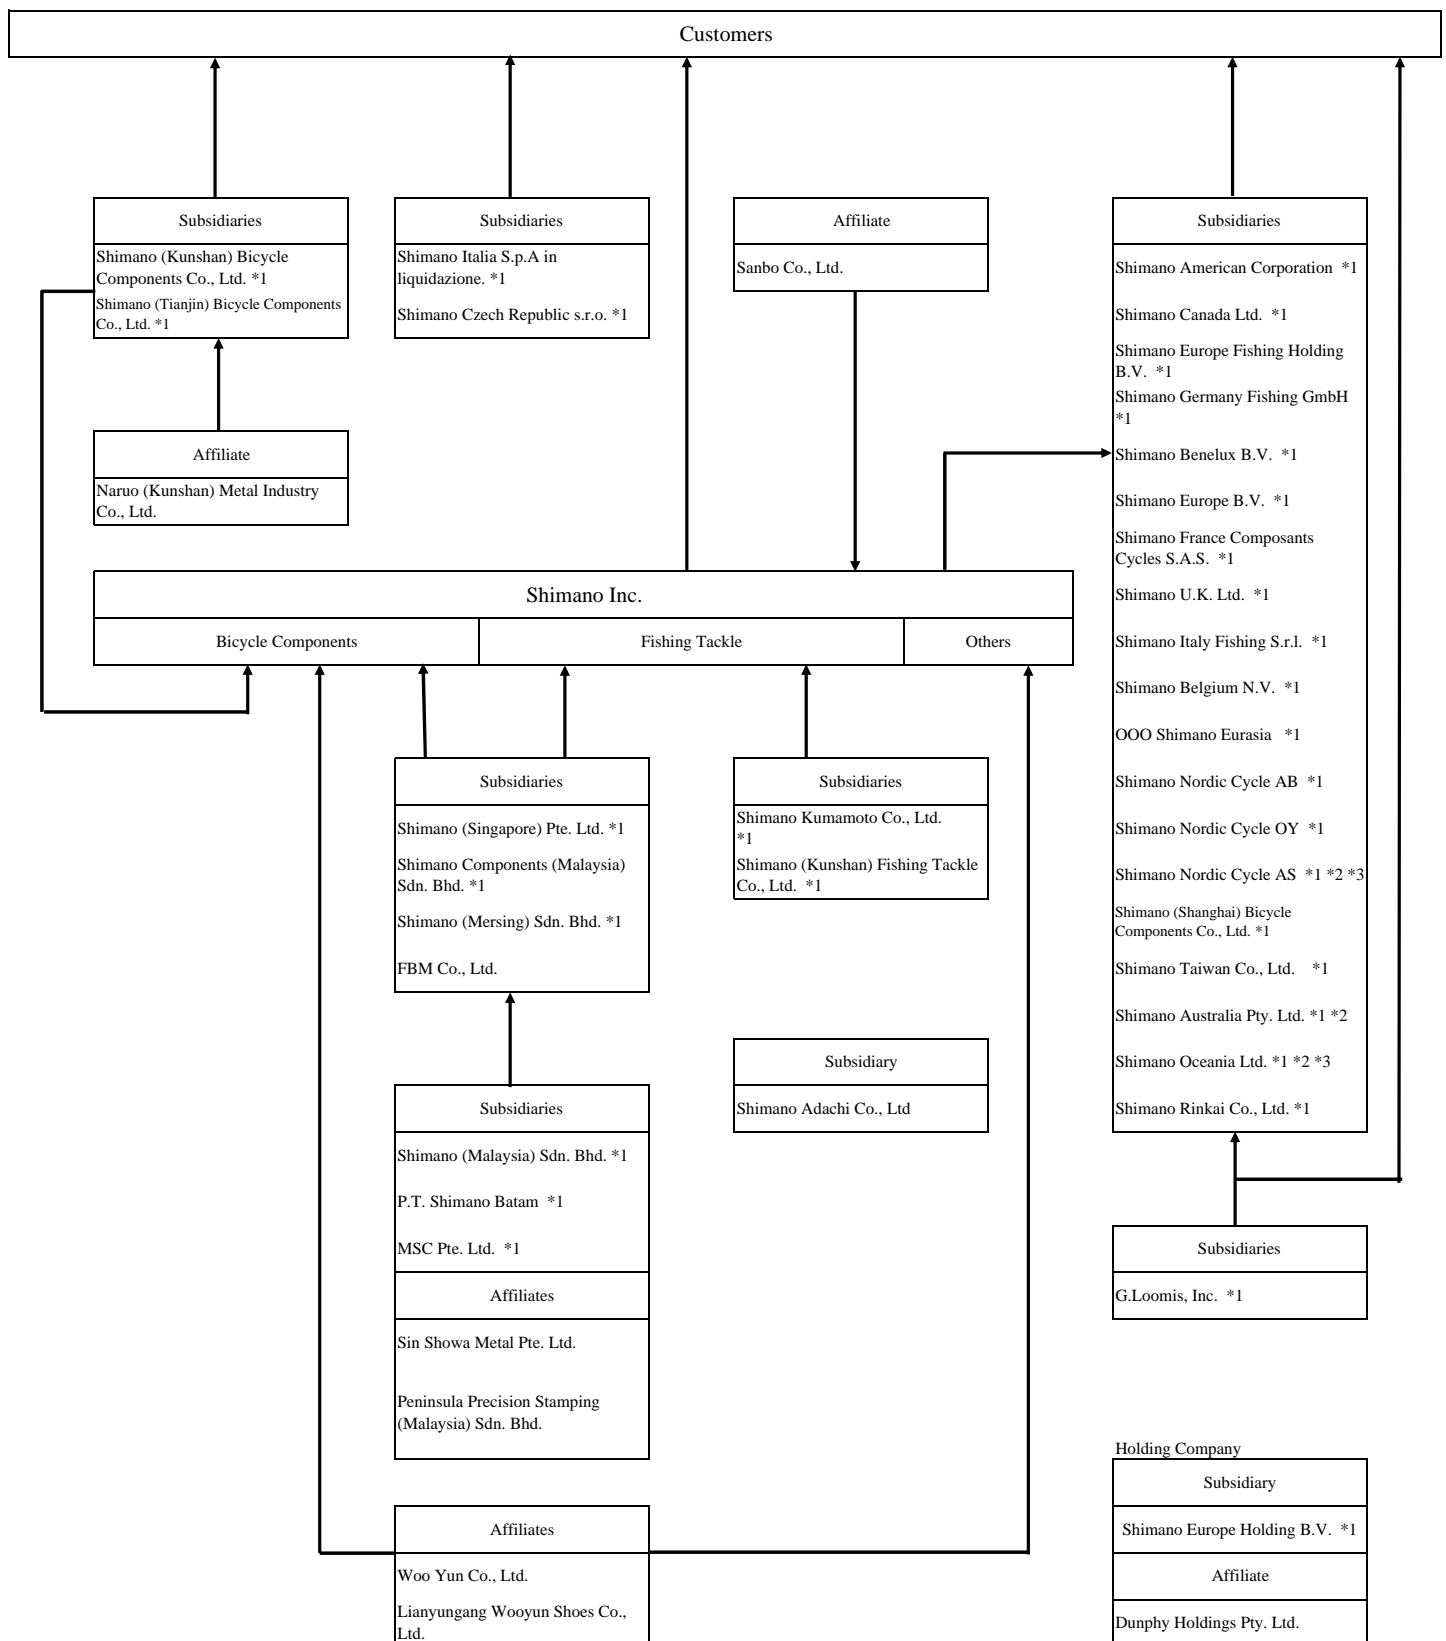 Customers
Subsidiaries
Shimano (Kunshan) Bicycle
Components Co., Ltd. *1
Shimano (Tianjin) Bicycle Components
Co., Ltd. *1
Subsidiaries
Shimano Italia S.p.A in
liquidazione. *1
Shimano Czech Republic s.r.o. *1
Affiliate
Sanbo Co., Ltd.
Subsidiaries
Shimano American Corporation *1
Shimano Canada Ltd. *1
Shimano Europe Fishing Holding
B.V. *1
Shimano Germany Fishing GmbH
*1
Shimano Benelux B.V. *1
Shimano Europe B.V. *1
Shimano France Composants
Cycles S.A.S. *1
Shimano U.K. Ltd. *1
Shimano Italy Fishing S.r.l. *1
Shimano Belgium N.V. *1
OOO Shimano Eurasia *1
Shimano Nordic Cycle AB *1
Shimano Nordic Cycle OY *1
Shimano Nordic Cycle AS *1 *2 *3
Shimano (Shanghai) Bicycle
Components Co., Ltd. *1
Shimano Taiwan Co., Ltd. *1
Shimano Australia Pty. Ltd. *1 *2
Shimano Oceania Ltd. *1 *2 *3
Shimano Rinkai Co., Ltd. *1
Affiliate
Naruo (Kunshan) Metal Industry
Co., Ltd.
Shimano Inc.
Bicycle Components
Fishing Tackle
Others
Subsidiaries
Shimano (Singapore) Pte. Ltd. *1
Shimano Components (Malaysia)
Sdn. Bhd. *1
Shimano (Mersing) Sdn. Bhd. *1
FBM Co., Ltd.
Subsidiaries
Shimano Kumamoto Co., Ltd.
*1
Shimano (Kunshan) Fishing Tackle
Co., Ltd. *1
Subsidiary
Shimano Adachi Co., Ltd
Subsidiaries
Shimano (Malaysia) Sdn. Bhd. *1
P.T. Shimano Batam *1
MSC Pte. Ltd. *1
Affiliates
Sin Showa Metal Pte. Ltd.
Peninsula Precision Stamping
(Malaysia) Sdn. Bhd.
Subsidiaries
G.Loomis, Inc. *1
Affiliates
Woo Yun Co., Ltd.
Lianyungang Wooyun Shoes Co.,
Ltd.
Holding Company
Subsidiary
Shimano Europe Holding B.V. *1
Affiliate
Dunphy Holdings Pty. Ltd.